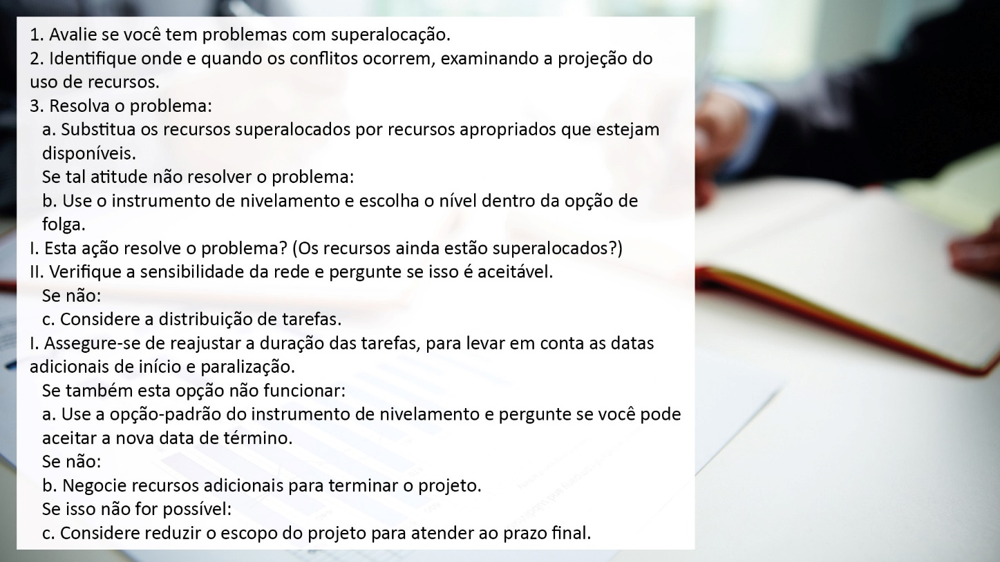 1. Avalie se você tem problemas com superalocação.
2. Identifique onde e quando os conflitos ocorrem, examinando a projeção do
uso de recursos.
3. Resolva o problema:
a. Substitua os recursos superalocados por recursos apropriados que estejam
disponíveis.
Se tal atitude não resolver o problema:
b. Use o instrumento de nivelamento e escolha o nível dentro da opção de
folga.
I. Esta ação resolve o problema? (Os recursos ainda estão superalocados?)
II. Verifique a sensibilidade da rede e pergunte se isso é aceitável.
Se não:
c. Considere a distribuição de tarefas.
I. Assegure-se de reajustar a duração das tarefas, para levar em conta as datas
adicionais de início e paralização.
Se também esta opção não funcionar:
a. Use a opção-padrão do instrumento de nivelamento e pergunte se você pode
aceitar a nova data de término.
Se não:
b. Negocie recursos adicionais para terminar o projeto.
Se isso não for possível:
c. Considere reduzir o escopo do projeto para atender ao prazo final.